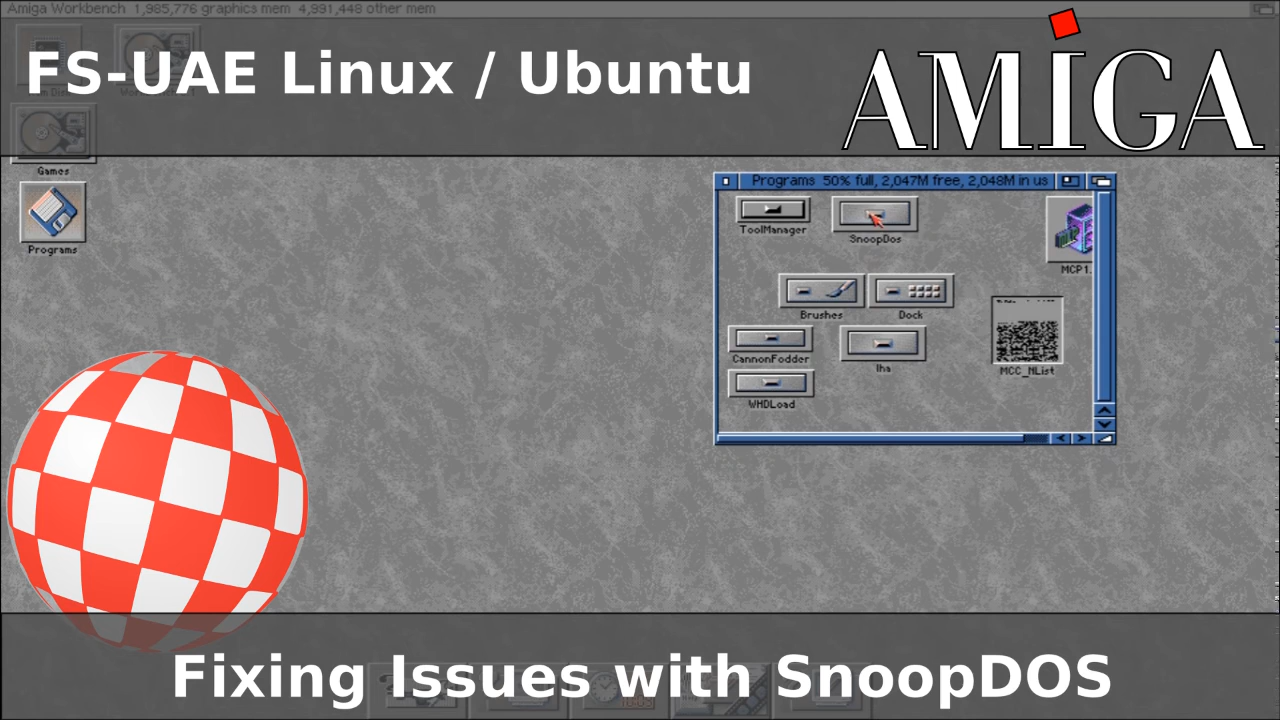 Amiga Workbench 1,985,776 graphics mem 4,991,448 other mem
FS-UAE Linux / Ubuntu
AMIGA
Games
Programs
Programs 50% full, 2,047M free, 2,048M in us
ToolManager
SnoopDos
MCP1.
Brushes
Dock
CannonFodder
lha
MCC_NList
WHDLoad
Fixing Issues with SnoopDOS